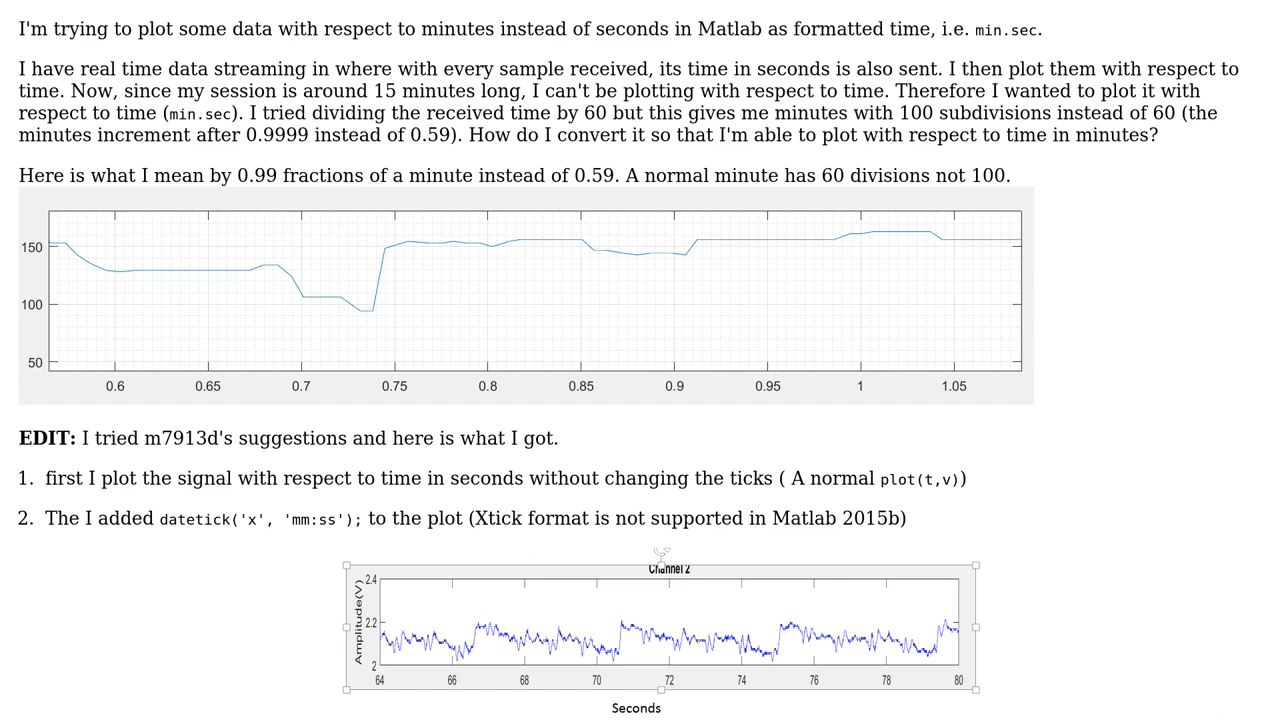 I'm trying to plot some data with respect to minutes instead of seconds in Matlab as formatted time, i.e. min.sec.
I have real time data streaming in where with every sample received, its time in seconds is also sent. I then plot them with respect to
time. Now, since my session is around 15 minutes long, I can't be plotting with respect to time. Therefore I wanted to plot it with
respect to time (min.sec). I tried dividing the received time by 60 but this gives me minutes with 100 subdivisions instead of 60 (the
minutes increment after 0.9999 instead of 0.59). How do I convert it so that I'm able to plot with respect to time in minutes?
Here is what I mean by 0.99 fractions of a minute instead of 0.59. A normal minute has 60 divisions not 100.
150
100
50
0.6 0.65 0.7 0.75 0.8 0.85 0.9 0.95 1 1.05
EDIT: I tried m7913d's suggestions and here is what I got.
1. first I plot the signal with respect to time in seconds without changing the ticks ( A normal plot(t,v))
2. The I added datetick('x', 'mm:ss'); to the plot (Xtick format is not supported in Matlab 2015b)
Channel 2
Amplitude(V)
2.4
2.2
2
64 66 68 70 72 74 76 78 80
Seconds